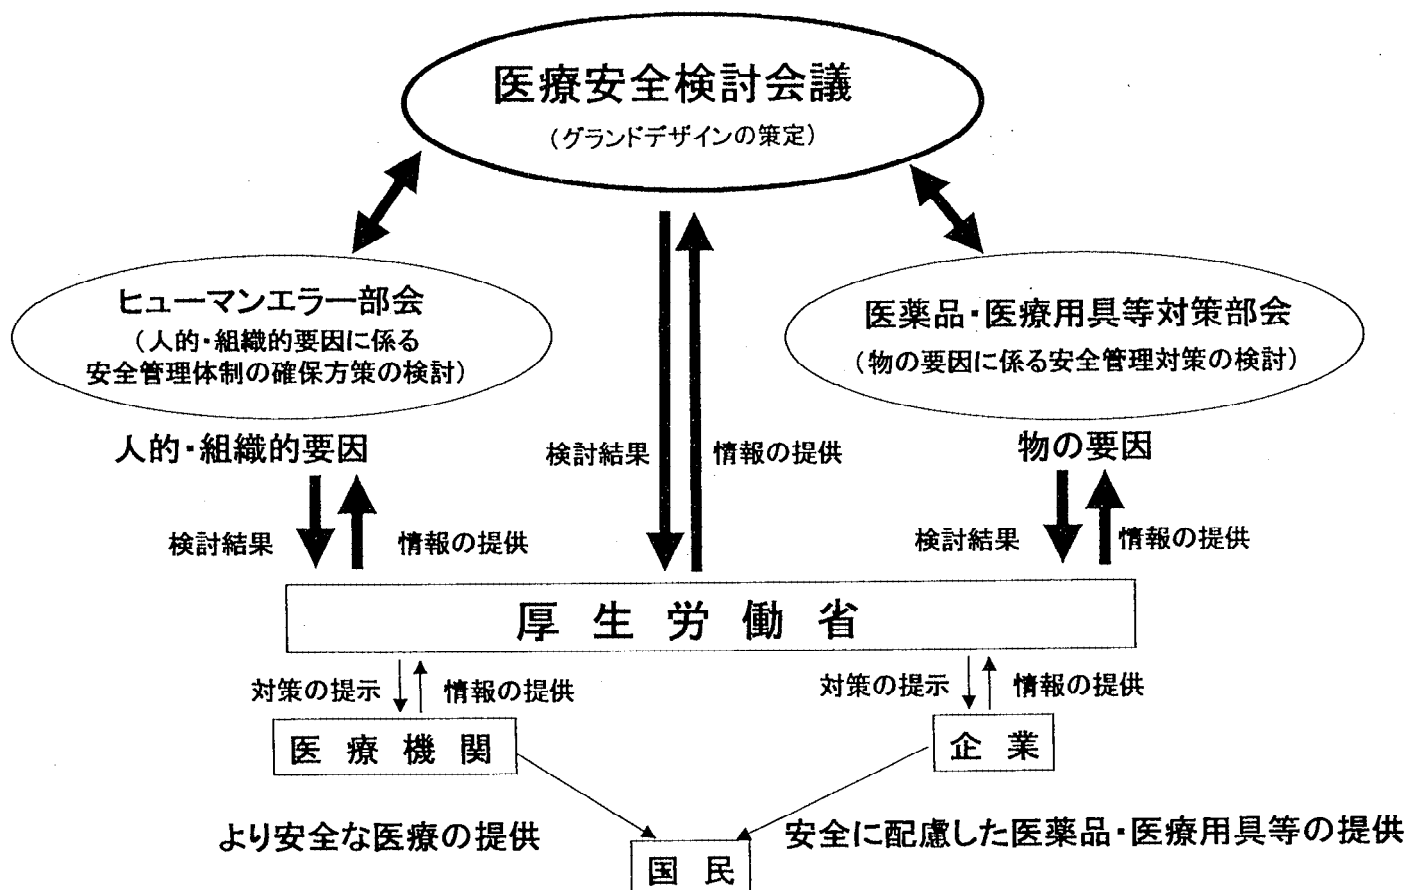 医療安全検討会議
（グランドデザインの策定）
ヒューマンエラー部会
（人的・組織的要因に係る
安全管理体制の確保方策の検討）
医薬品・医療用具等対策部会
（物の要因に係る安全管理対策の検討）
人的・組織的要因
検討結果
情報の提供
物の要因
検討結果
情報の提供
検討結果
情報の提供
厚生労働省
対策の提示
情報の提供
対策の提示
情報の提供
医療機関
企業
より安全な医療の提供
安全に配慮した医薬品・医療用具等の提供
国民